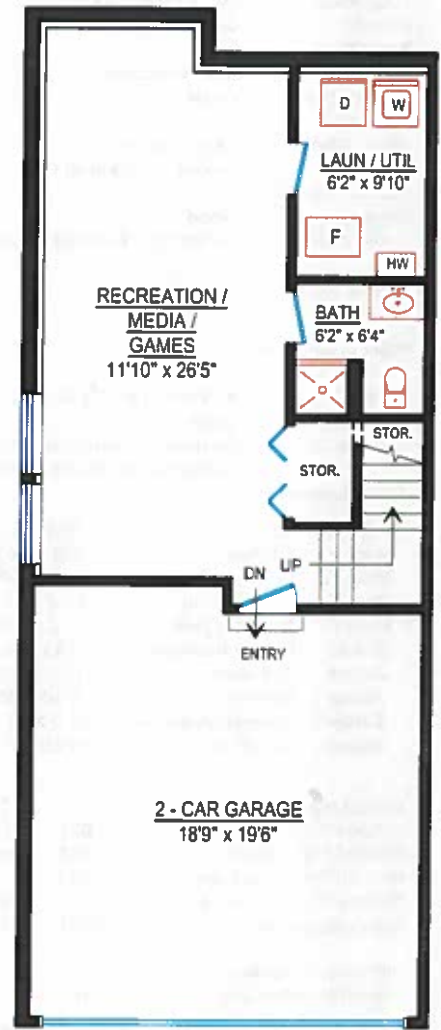 D
W
LAUN / UTIL
6'2" x 9'10"
F
HW
RECREATION /
MEDIA /
GAMES
11'10" x 26'5"
BATH
6'2" x 6'4"
STOR.
STOR.
DN
UP
ENTRY
2 - CAR GARAGE
18'9" x 19'6"